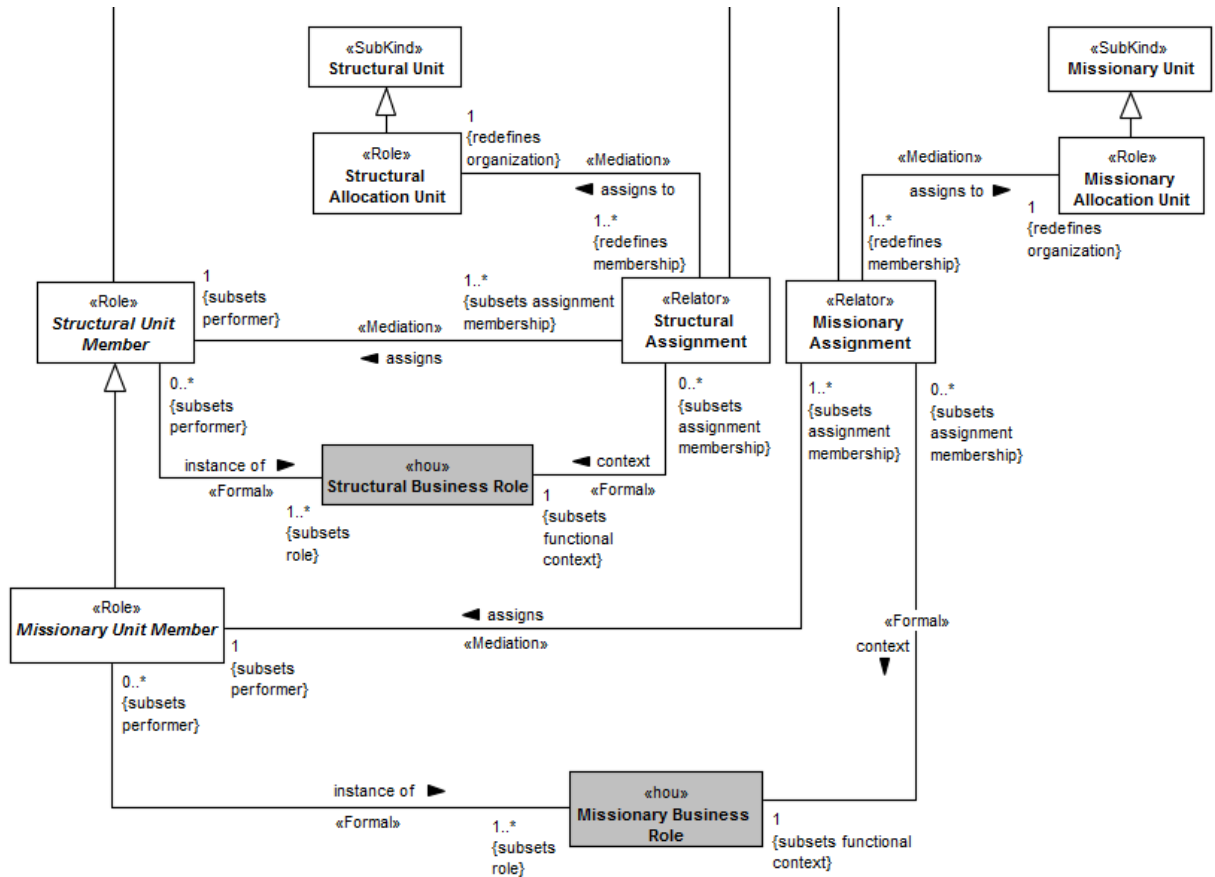 «SubKind»
Structural Unit
«SubKind»
Missionary Unit
1
{redefines
organization}
«Role»
Structural
Allocation Unit
«Mediation»
assigns to
1..*
{redefines
membership}
«Mediation»
assigns to
«Role»
Missionary
Allocation Unit
1
{redefines
organization}
1..*
{redefines
membership}
«Role»
Structural Unit
Member
1
{subsets
performer}
1..*
{subsets assignment
membership}
«Mediation»
assigns
«Relator»
Structural
Assignment
«Relator»
Missionary
Assignment
0..*
{subsets
performer}
0..*
{subsets
assignment
membership}
1..*
{subsets
assignment
membership}
0..*
{subsets
assignment
membership}
instance of
«Formal»
«hou»
Structural Business Role
context
«Formal»
1..*
{subsets
role}
1
{subsets
functional
context}
«Role»
Missionary Unit Member
assigns
«Mediation»
«Formal»
context
1
{subsets
performer}
0..*
{subsets
performer}
instance of
«Formal»
«hou»
Missionary Business
Role
1..*
{subsets
role}
1
{subsets functional
context}